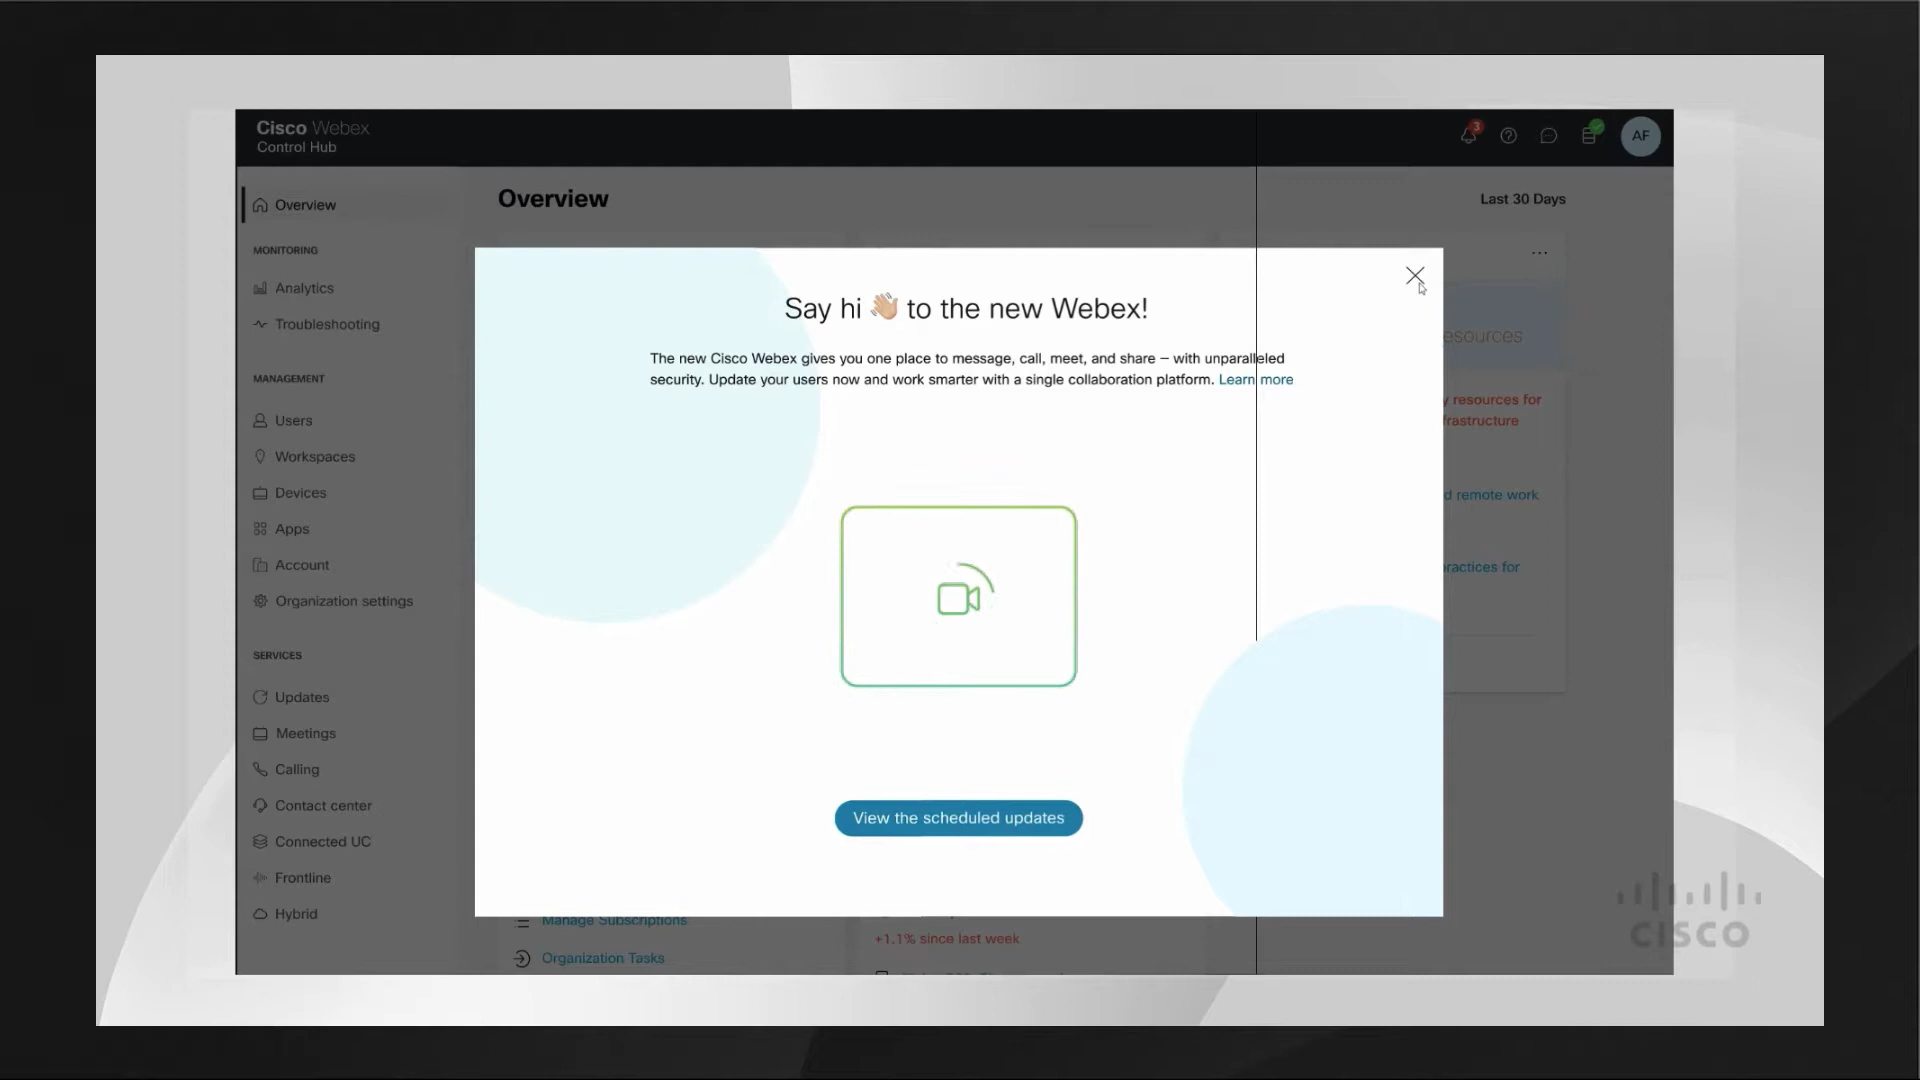 Cisco Webex
Control Hub
3
AF
Overview
MONITORING
Analytics
Troubleshooting
MANAGEMENT
Users
Workspaces
Devices
Apps
Account
Organization settings
SERVICES
Updates
Meetings
Calling
Contact center
Connected UC
Frontline
Hybrid
Overview
Last 30 Days
Say hi 👋🏼 to the new Webex!
The new Cisco Webex gives you one place to message, call, meet, and share – with unparalleled
security. Update your users now and work smarter with a single collaboration platform. Learn more
View the scheduled updates
esources
y resources for
frastructure
d remote work
ractices for
Manage Subscriptions
Organization Tasks
+1.1% since last week
CISCO